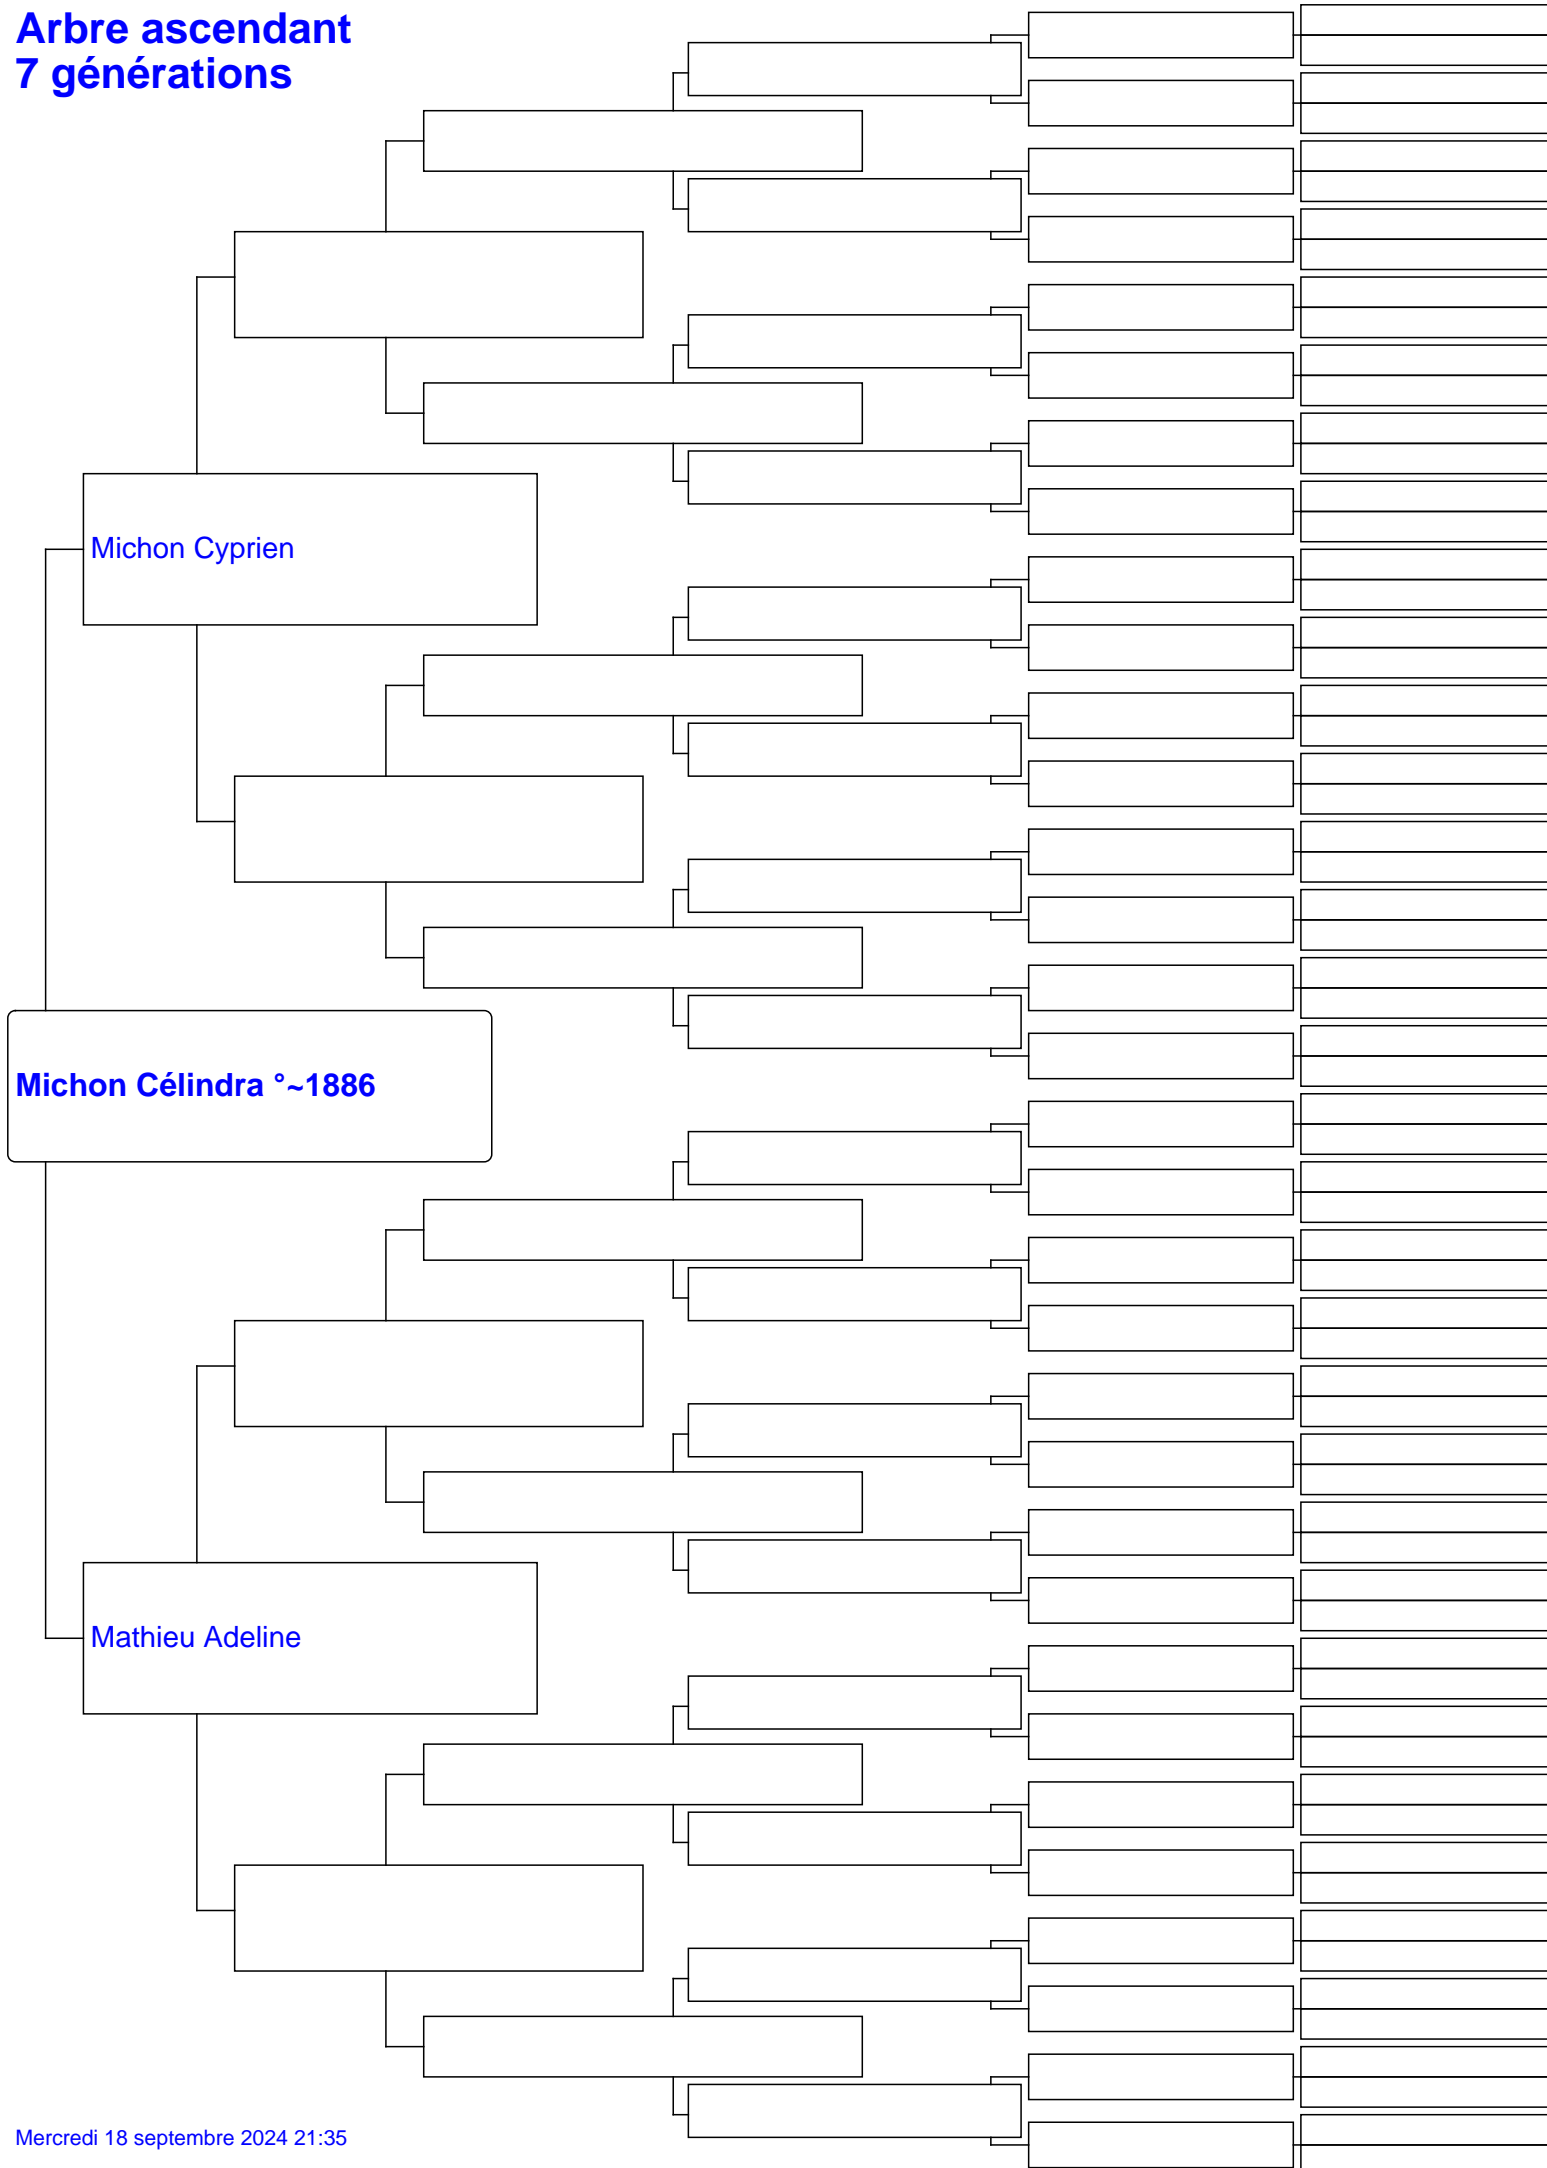 Arbre ascendant
7 générations
Michon Cyprien
Michon Célindra °~1886
Mathieu Adeline
Mercredi 18 septembre 2024 21:35